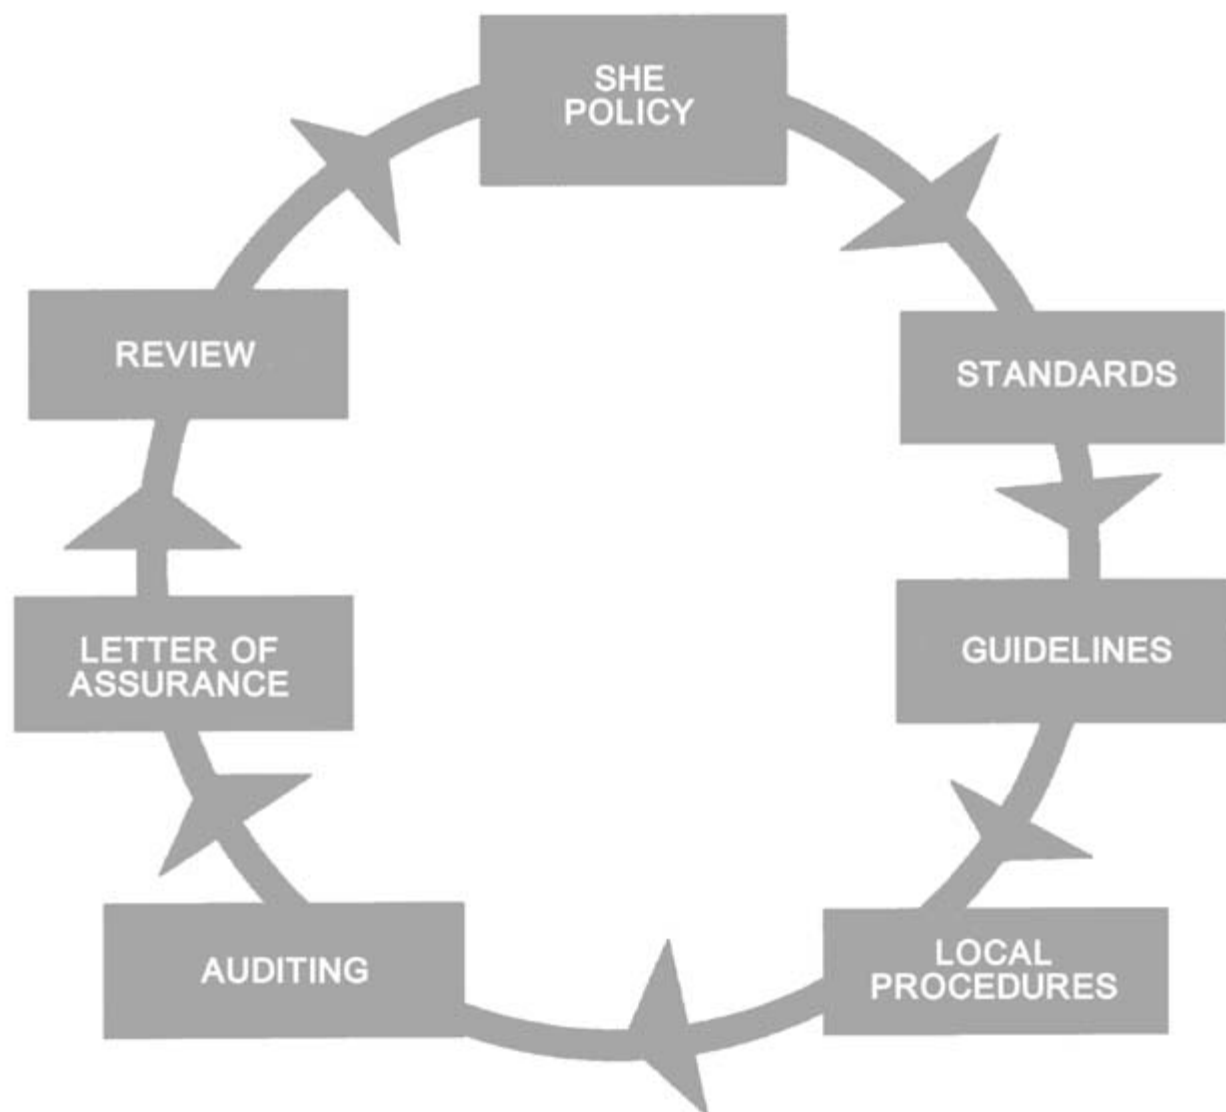 SHE
POLICY
STANDARDS
GUIDELINES
LOCAL
PROCEDURES
AUDITING
LETTER OF
ASSURANCE
REVIEW